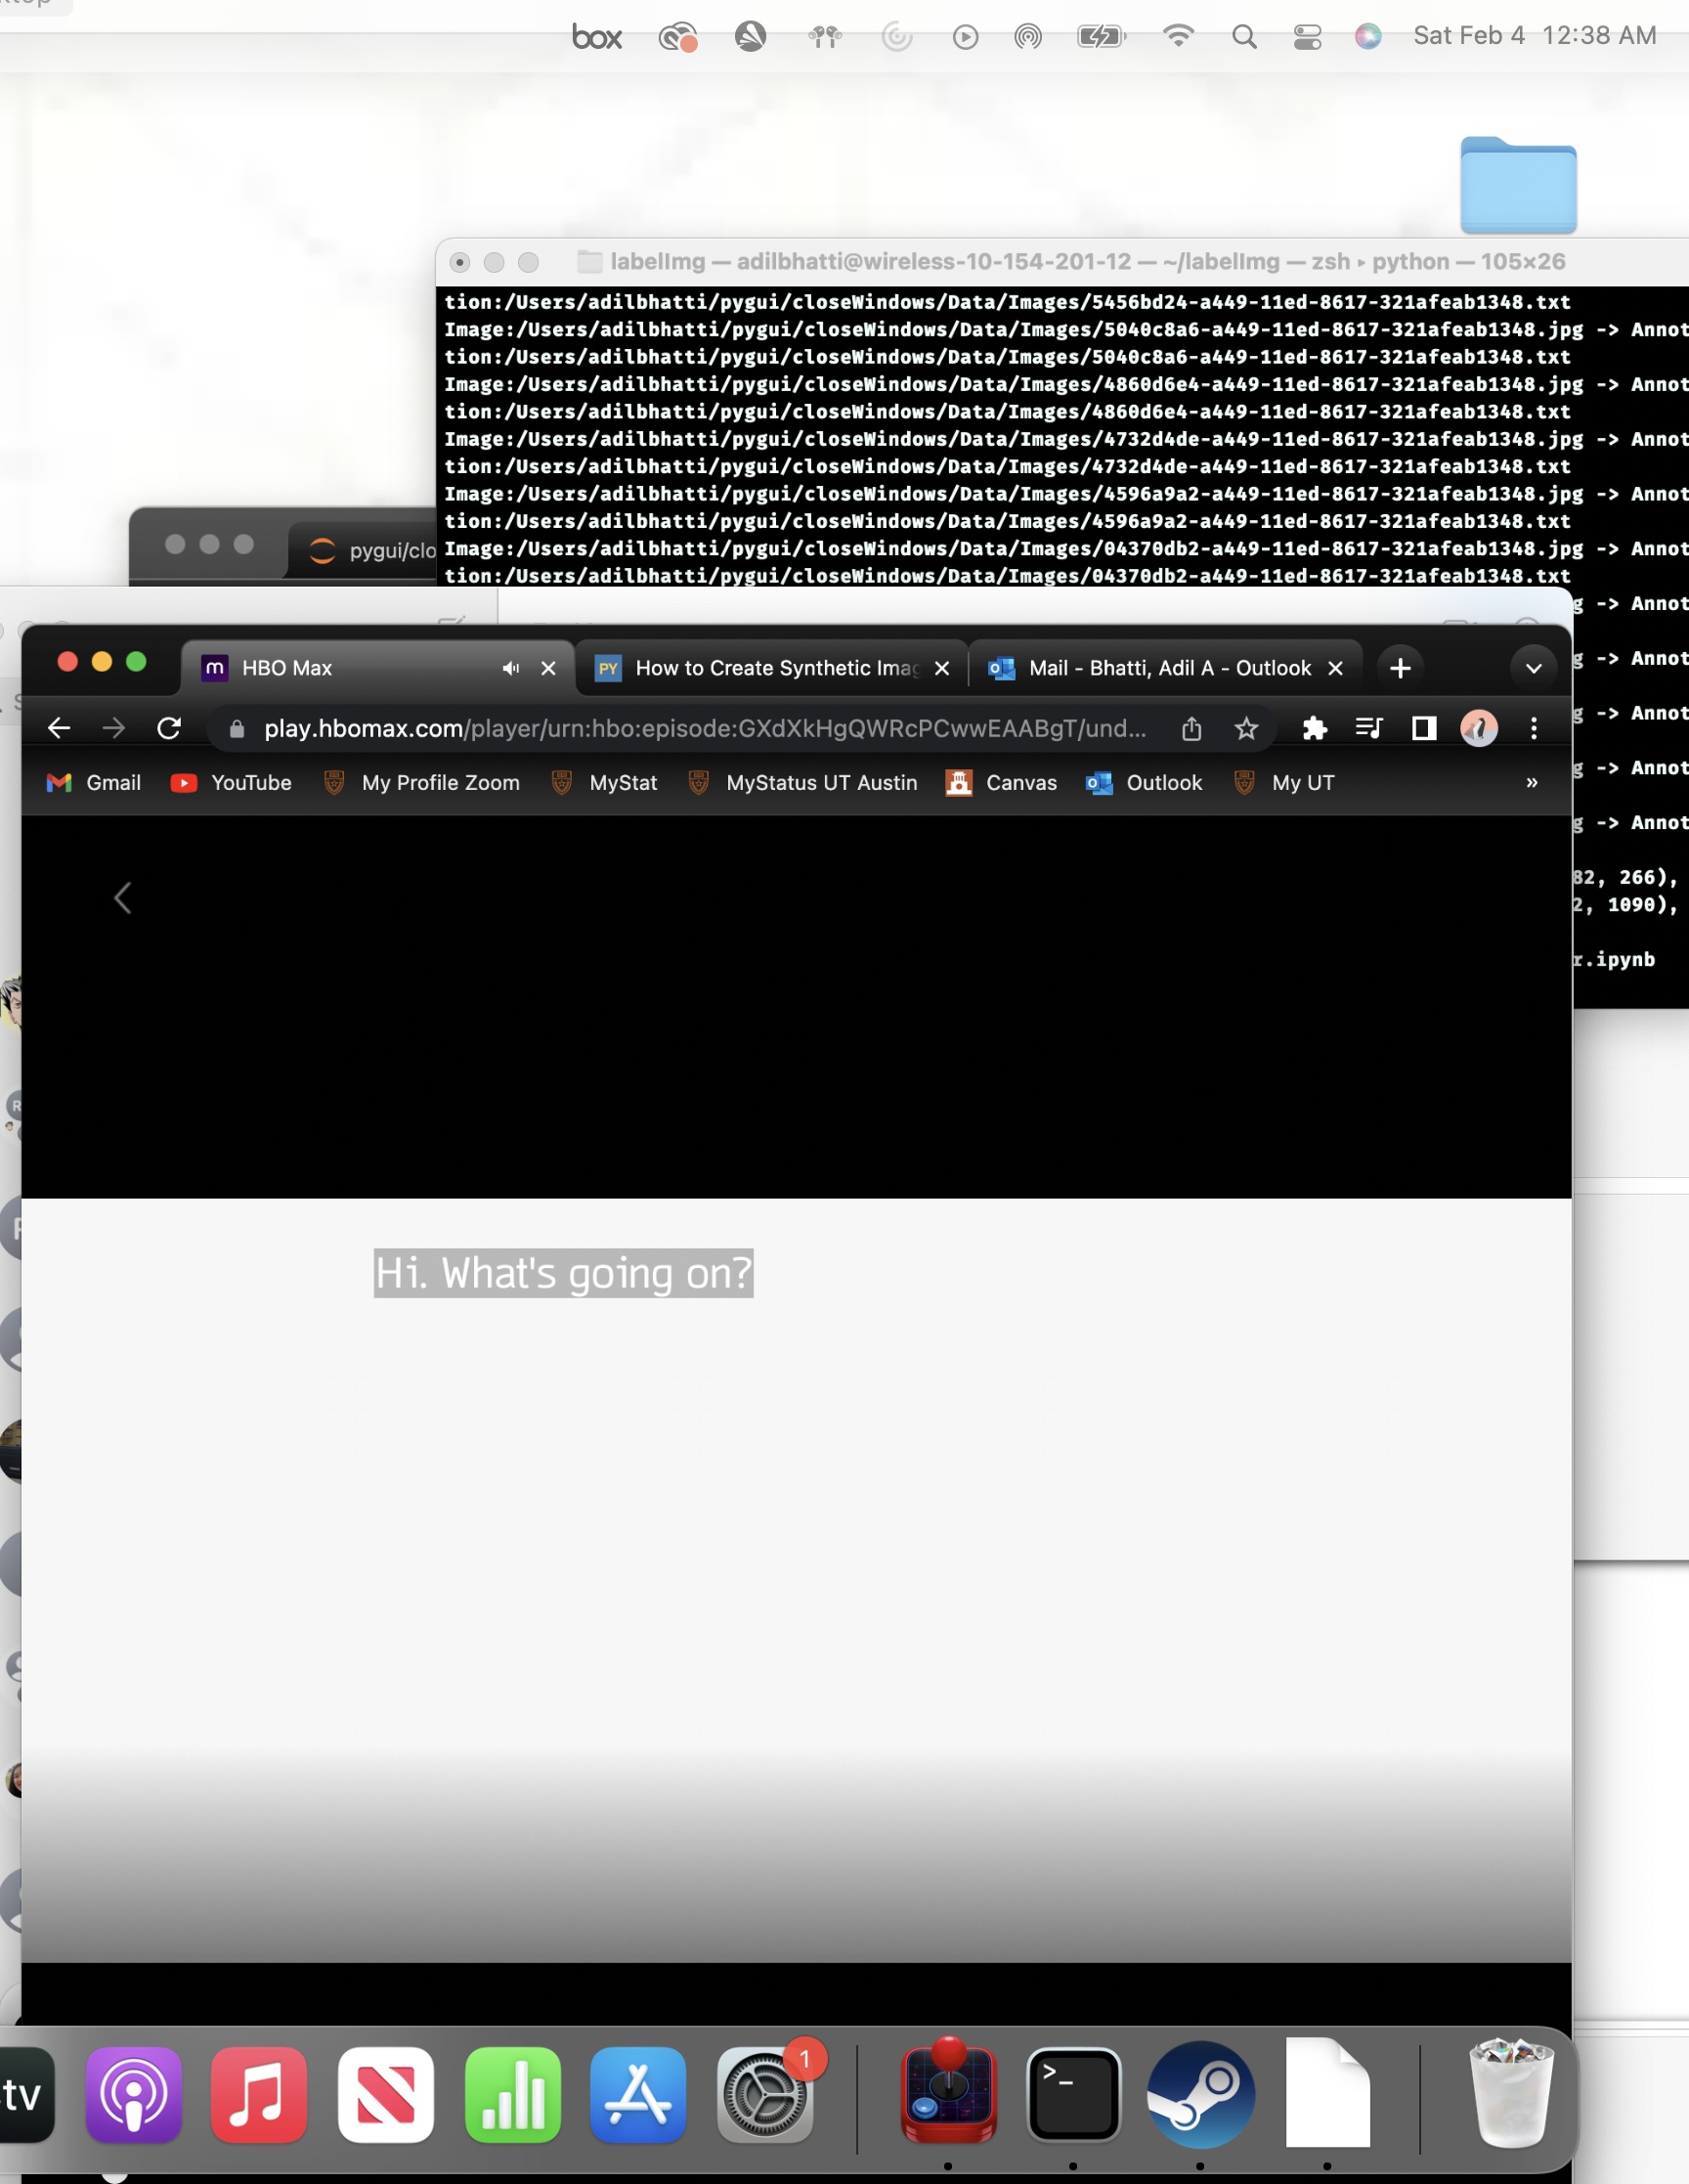 box
Sat Feb 4 12:38 AM
labelImg — adilbhatti@wireless-10-154-201-12 — ~/labelImg — zsh ▸ python — 105×26
tion:/Users/adilbhatti/pygui/closeWindows/Data/Images/5456bd24-a449-11ed-8617-321afeab1348.txt
Image:/Users/adilbhatti/pygui/closeWindows/Data/Images/5040c8a6-a449-11ed-8617-321afeab1348.jpg -> Annot
tion:/Users/adilbhatti/pygui/closeWindows/Data/Images/5040c8a6-a449-11ed-8617-321afeab1348.txt
Image:/Users/adilbhatti/pygui/closeWindows/Data/Images/4860d6e4-a449-11ed-8617-321afeab1348.jpg -> Annot
tion:/Users/adilbhatti/pygui/closeWindows/Data/Images/4860d6e4-a449-11ed-8617-321afeab1348.txt
Image:/Users/adilbhatti/pygui/closeWindows/Data/Images/4732d4de-a449-11ed-8617-321afeab1348.jpg -> Annot
tion:/Users/adilbhatti/pygui/closeWindows/Data/Images/4732d4de-a449-11ed-8617-321afeab1348.txt
Image:/Users/adilbhatti/pygui/closeWindows/Data/Images/4596a9a2-a449-11ed-8617-321afeab1348.jpg -> Annot
tion:/Users/adilbhatti/pygui/closeWindows/Data/Images/4596a9a2-a449-11ed-8617-321afeab1348.txt
Image:/Users/adilbhatti/pygui/closeWindows/Data/Images/04370db2-a449-11ed-8617-321afeab1348.jpg -> Annot
tion:/Users/adilbhatti/pygui/closeWindows/Data/Images/04370db2-a449-11ed-8617-321afeab1348.txt
pygui/clo
g -> Annot
g -> Annot
g -> Annot
g -> Annot
g -> Annot
82, 266),
2, 1090),
r.ipynb
m HBO Max
PY How to Create Synthetic Imag
Mail - Bhatti, Adil A - Outlook
play.hbomax.com/player/urn:hbo:episode:GXdXkHgQWRcPCwwEAABgT/und...
Gmail YouTube My Profile Zoom MyStat MyStatus UT Austin Canvas Outlook My UT »
Hi. What's going on?
tv
1